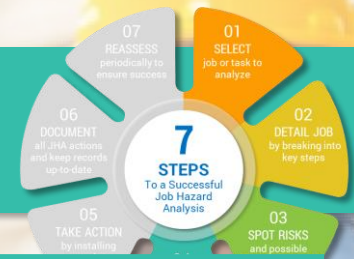 7
STEPS
To a Successful
Job Hazard
Analysis
01
SELECT
job or task to
analyze
02
DETAIL JOB
by breaking into
key steps
03
SPOT RISKS
and possible
05
TAKE ACTION
by installing
06
DOCUMENT
all JHA actions
and keep records
up-to-date
07
REASSESS
periodically to
ensure success